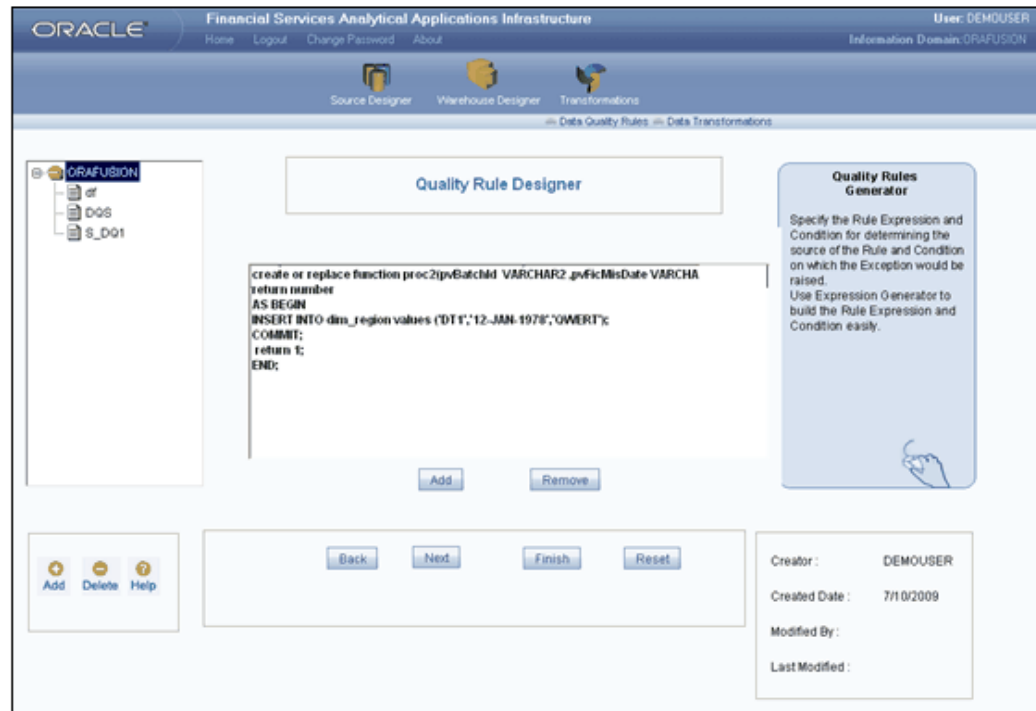 ORACLE
Financial Services Analytical Applications Infrastructure
User: DEMOUSER
Home Logout Change Password About
Information Domain:ORAFUSION
Source Designer Warehouse Designer Transformations
Data Quality Rules Data Transformations
ORAFUSION
df
DQS
S_DQ1
Quality Rule Designer
create or replace function proc2(pvBatchId VARCHAR2 ,pvFicMisDate VARCHA
return number
AS BEGIN
INSERT INTO dim_region values ('DT1','12-JAN-1978','QWERT');
COMMIT;
return 1;
END;
Add Remove
Quality Rules
Generator
Specify the Rule Expression and
Condition for determining the
source of the Rule and Condition
on which the Exception would be
raised.
Use Expression Generator to
build the Rule Expression and
Condition easily.
Add Delete Help
Back Next Finish Reset
Creator : DEMOUSER
Created Date : 7/10/2009
Modified By :
Last Modified :